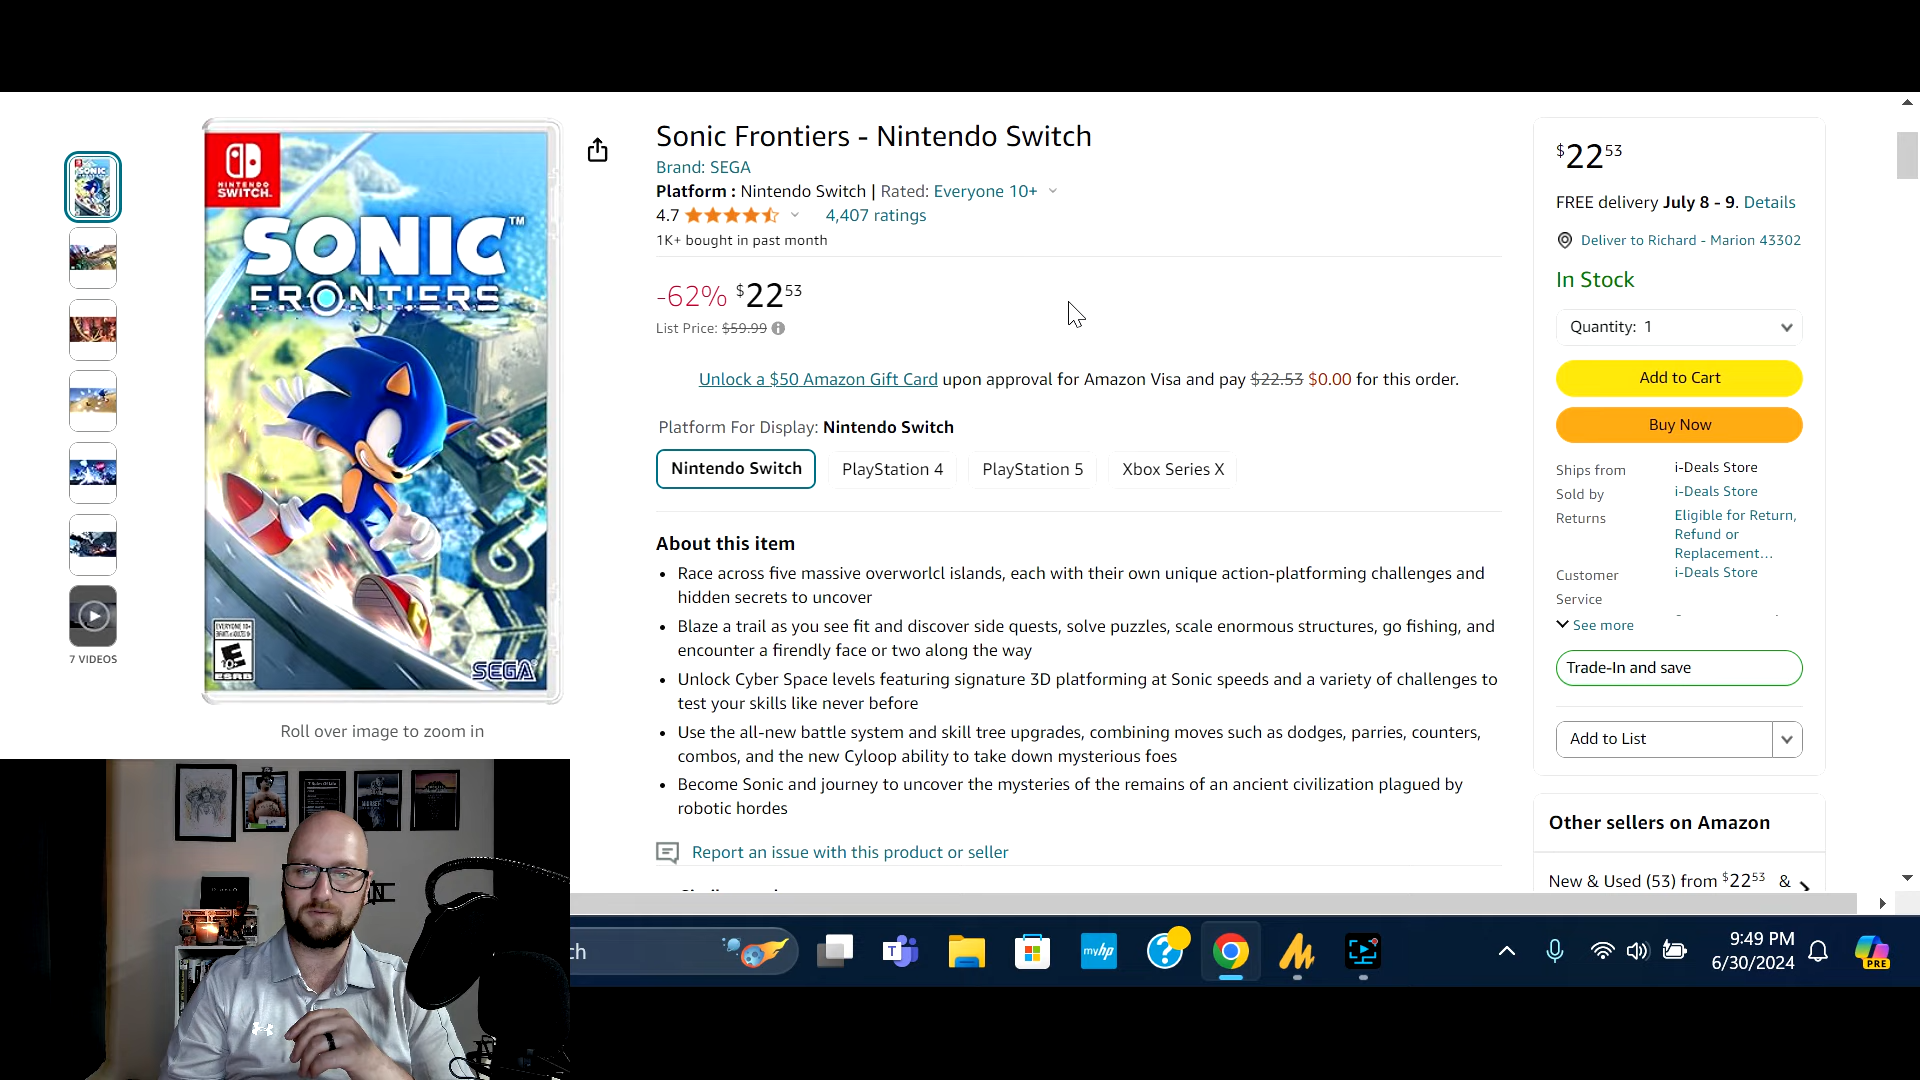 NINTENDO
SWITCH
SONIC™
FRONTIERS
EVERYONE 10+
E
ESRB
SEGA
7 VIDEOS
Roll over image to zoom in
Sonic Frontiers - Nintendo Switch
Brand: SEGA
Platform : Nintendo Switch | Rated: Everyone 10+
4.7 4,407 ratings
1K+ bought in past month
-62% $22 53
List Price: $59.99
Unlock a $50 Amazon Gift Card upon approval for Amazon Visa and pay $22.53 $0.00 for this order.
Platform For Display: Nintendo Switch
Nintendo Switch PlayStation 4 PlayStation 5 Xbox Series X
About this item
• Race across five massive overworlcl islands, each with their own unique action-platforming challenges and
hidden secrets to uncover
• Blaze a trail as you see fit and discover side quests, solve puzzles, scale enormous structures, go fishing, and
encounter a firendly face or two along the way
• Unlock Cyber Space levels featuring signature 3D platforming at Sonic speeds and a variety of challenges to
test your skills like never before
• Use the all-new battle system and skill tree upgrades, combining moves such as dodges, parries, counters,
combos, and the new Cyloop ability to take down mysterious foes
• Become Sonic and journey to uncover the mysteries of the remains of an ancient civilization plagued by
robotic hordes
Report an issue with this product or seller
$22 53
FREE delivery July 8 - 9. Details
Deliver to Richard - Marion 43302
In Stock
Quantity: 1
Add to Cart
Buy Now
Ships from i-Deals Store
Sold by i-Deals Store
Returns Eligible for Return,
Refund or
Replacement...
Customer i-Deals Store
Service
See more
Trade-In and save
Add to List
Other sellers on Amazon
New & Used (53) from $22 53 &
ch
T
myhp
?
9:49 PM
6/30/2024
PRE